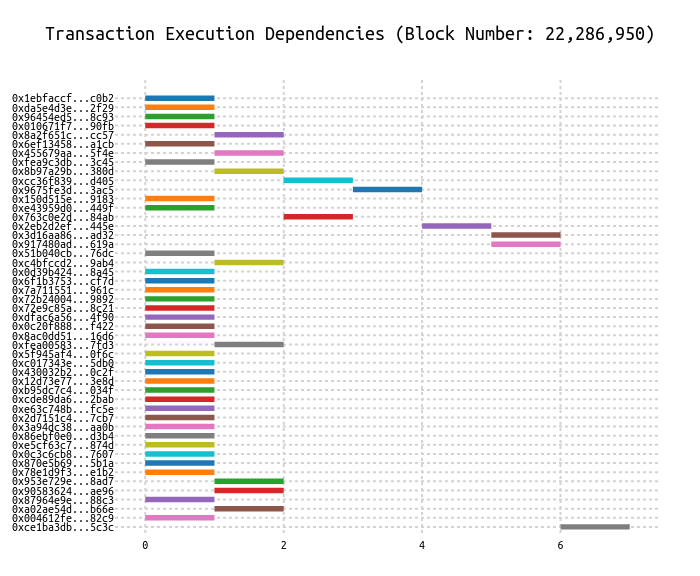 Transaction Execution Dependencies (Block Number: 22,286,950)
0x1ebfaccf...c0b2
0xda5e4d3e...2f29
0x96454ed5...8c93
0x010671f7...90fb
0x8a2f651c...cc57
0x6ef13458...a1cb
0x455679aa...5f4e
0xfea9c3db...3c45
0x8b97a29b...380d
0xcc36f839...d405
0x9675fe3d...3ac5
0x150d515e...9183
0xe43959d0...449f
0x763c0e2d...84ab
0x2eb2d2ef...445e
0x3d16aa86...ad32
0x917480ad...619a
0x51b040cb...76dc
0xc4bfccd2...9ab4
0x0d39b424...8a45
0x6f1b3753...cf7d
0x7a711551...961c
0x72b24004...9892
0x72e9c85a...8c21
0xdfac6a56...4f90
0x0c20f888...f422
0x8ac0dd51...16d6
0xfea00583...7fd3
0x5f945af4...0f6c
0xc017343e...5db0
0x430032b2...0c2f
0x12d73e77...3e8d
0xb95dc7c4...034f
0xcde89da6...2bab
0xe63c748b...fc5e
0x2d7151c4...7cb7
0x3a94dc38...aa0b
0x86ebf0e0...d3b4
0xe5cf63c7...874d
0x0c3c6cb8...7607
0x870e5b69...5b1a
0x78e1d9f3...e1b2
0x953e729e...8ad7
0x90583624...ae96
0x87964e9e...88c3
0xa02ae54d...b66e
0x004612fe...82c9
0xce1ba3db...5c3c
0 2 4 6